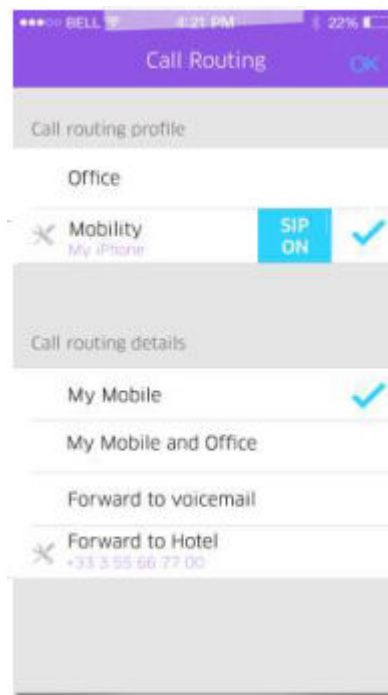 BELL 4:21 PM 22%
Call Routing OK
Call routing profile
Office
Mobility
My iPhone
SIP
ON
Call routing details
My Mobile
My Mobile and Office
Forward to voicemail
Forward to Hotel
+33 3 55 66 77 00